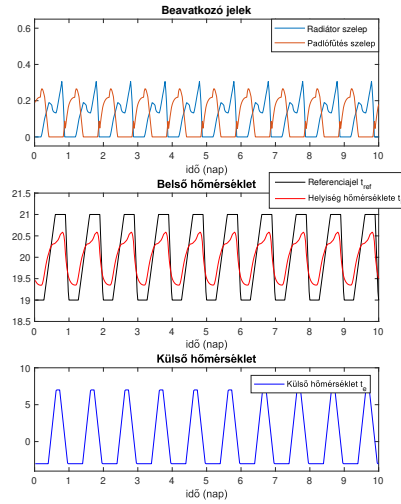 Beavatkozó jelek
0.6
0.4
0.2
0
Radiátor szelep
Padlófűtés szelep
0 1 2 3 4 5 6 7 8 9 10
idő (nap)
Belső hőmérséklet
21.5
21
20.5
20
19.5
19
18.5
Referenciajel t_ref
Helyiség hőmérséklete t
0 1 2 3 4 5 6 7 8 9 10
idő (nap)
Külső hőmérséklet
10
5
0
Külső hőmérséklet t_e
0 1 2 3 4 5 6 7 8 9 10
idő (nap)